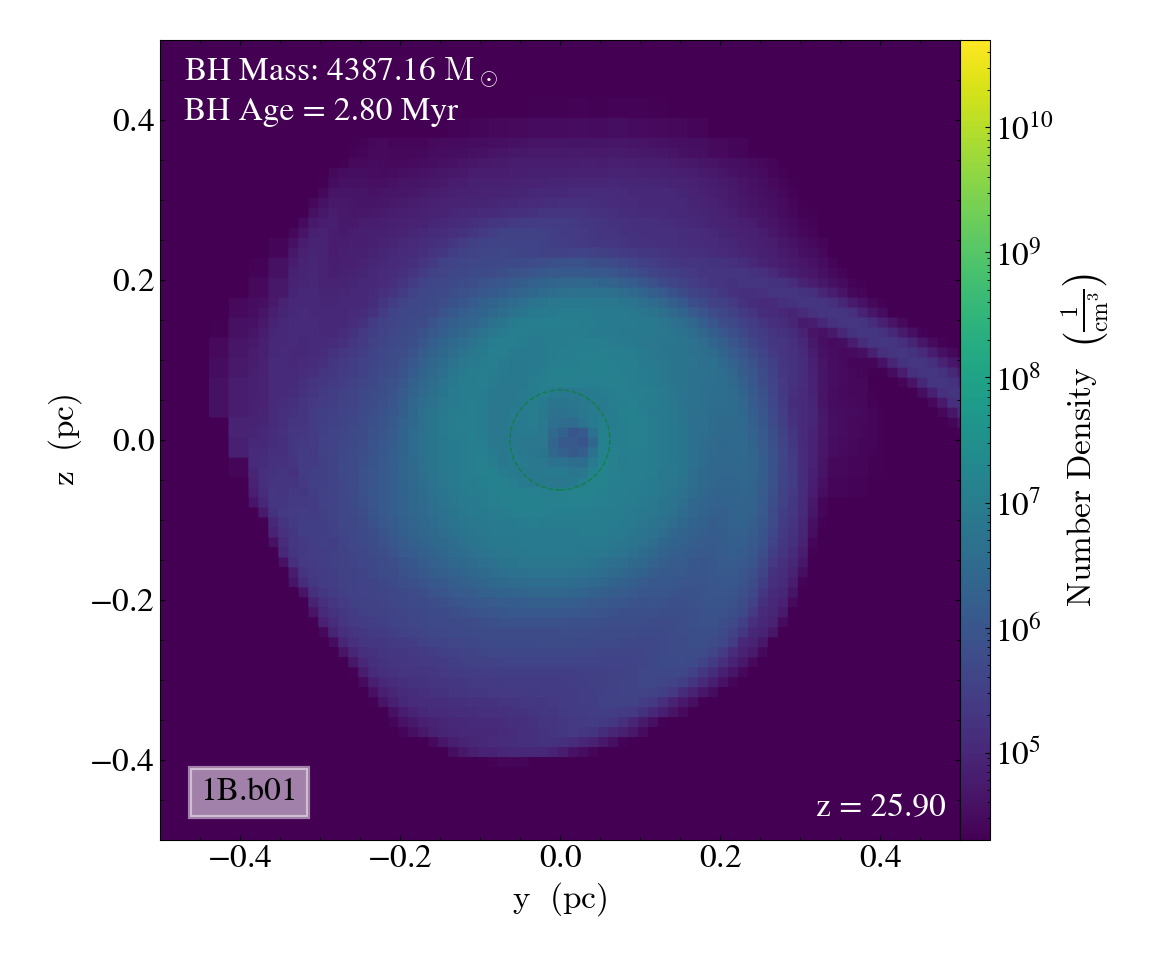 BH Mass: 4387.16 M⊙
BH Age = 2.80 Myr
0.4
0.2
0.0
−0.2
−0.4
z (pc)
1B.b01
z = 25.90
−0.4 −0.2 0.0 0.2 0.4
y (pc)
10^10
10^9
10^8
10^7
10^6
10^5
Number Density (1/cm^3)